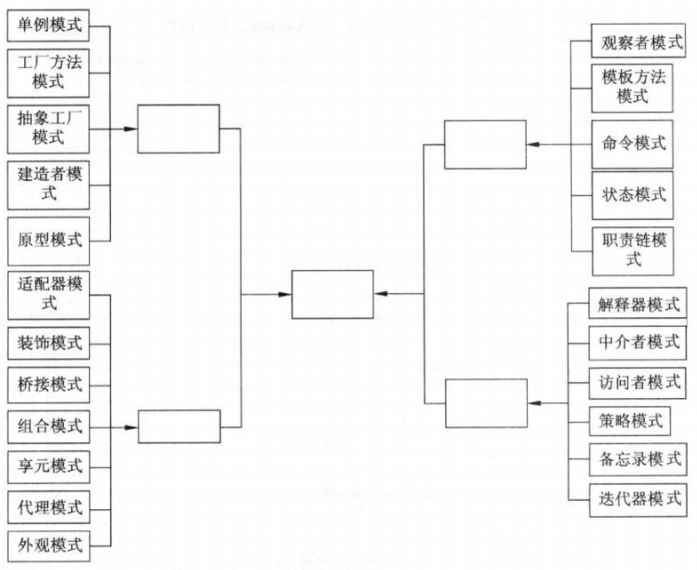 单例模式
工厂方法
模式
抽象工厂
模式
建造者模
式
原型模式
适配器模
式
装饰模式
桥接模式
组合模式
享元模式
代理模式
外观模式
观察者模式
模板方法
模式
命令模式
状态模式
职责链模
式
解释器模式
中介者模式
访问者模式
策略模式
备忘录模式
迭代器模式